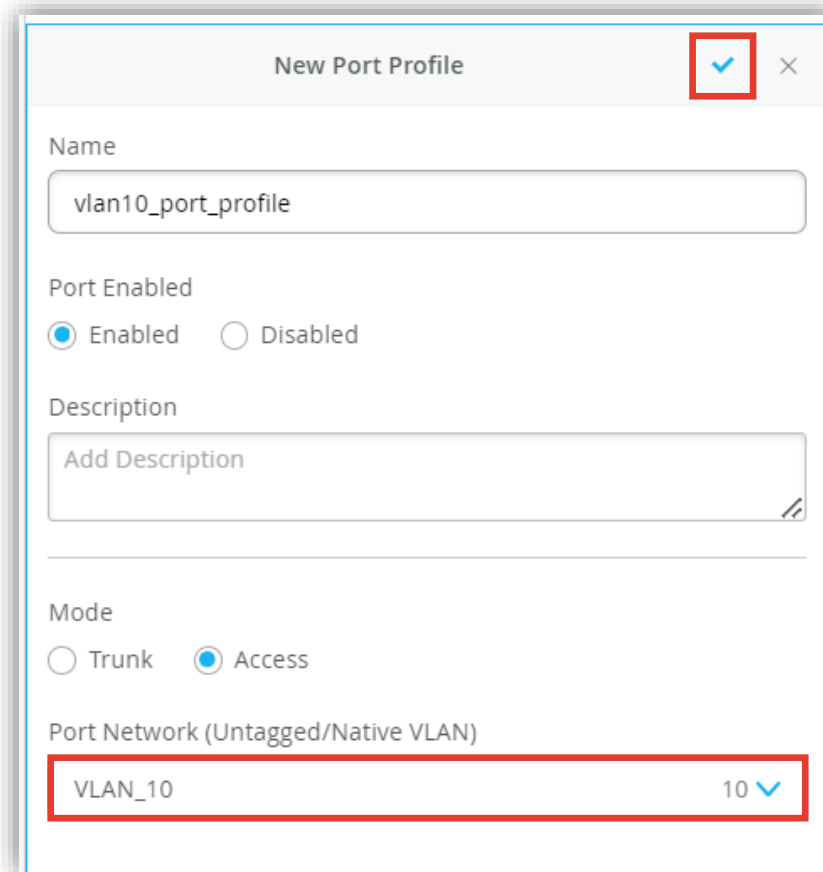 New Port Profile
Name
vlan10_port_profile
Port Enabled
Enabled Disabled
Description
Add Description
Mode
Trunk Access
Port Network (Untagged/Native VLAN)
VLAN_10 10